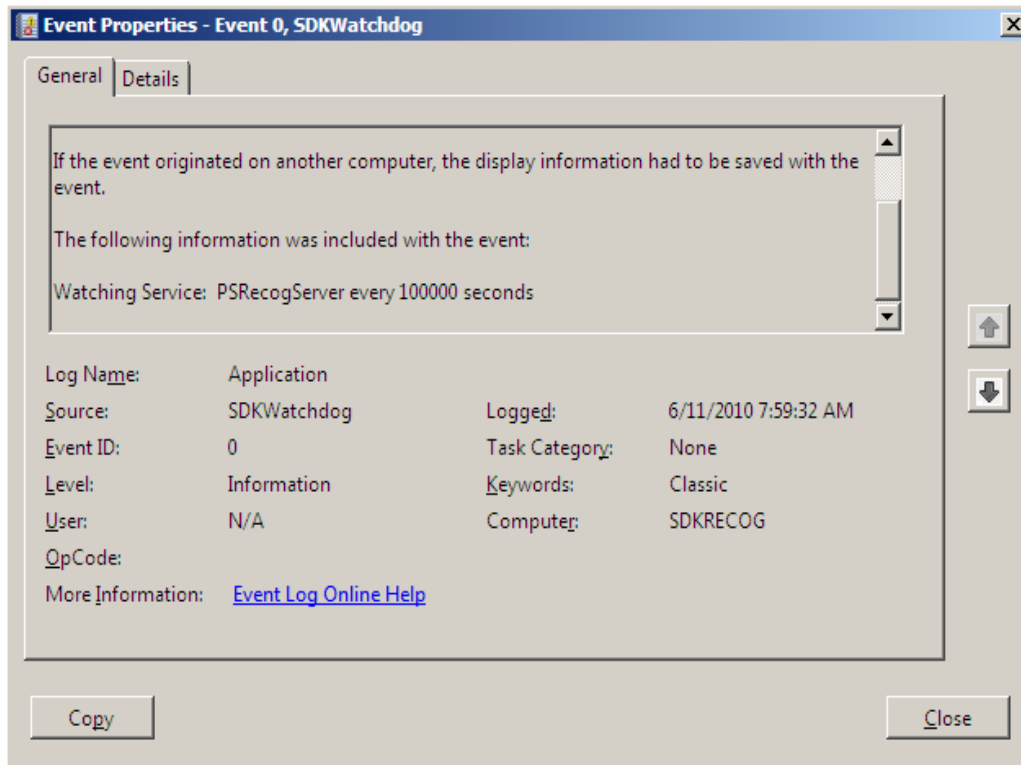 Event Properties - Event 0, SDKWatchdog
General Details
If the event originated on another computer, the display information had to be saved with the
event.
The following information was included with the event:
Watching Service: PSRecogServer every 100000 seconds
Log Name: Application
Source: SDKWatchdog Logged: 6/11/2010 7:59:32 AM
Event ID: 0 Task Category: None
Level: Information Keywords: Classic
User: N/A Computer: SDKRECOG
OpCode:
More Information: Event Log Online Help
Copy Close